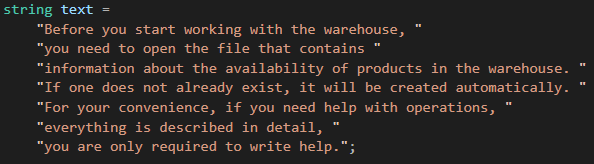 string text =
"Before you start working with the warehouse, "
"you need to open the file that contains "
"information about the availability of products in the warehouse. "
"If one does not already exist, it will be created automatically. "
"For your convenience, if you need help with operations, "
"everything is described in detail, "
"you are only required to write help.";